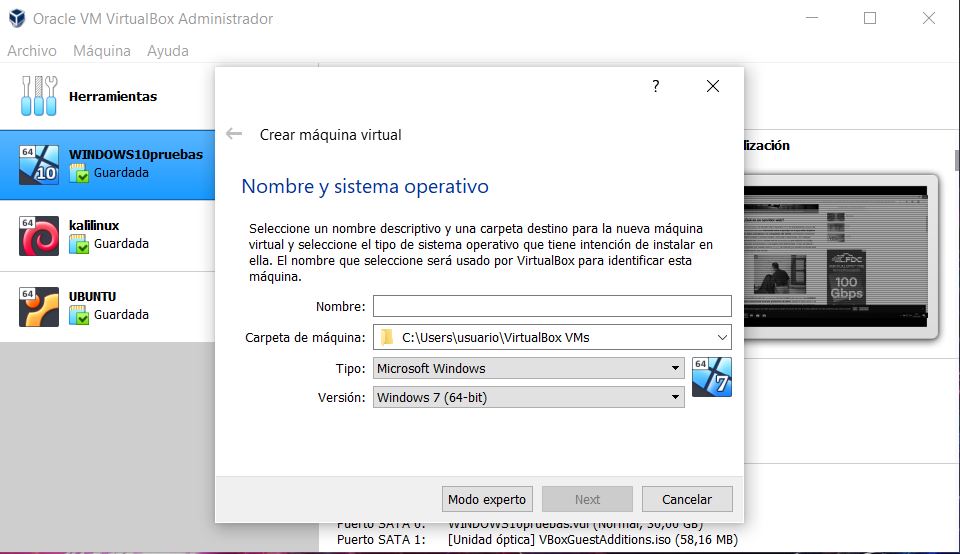 Oracle VM VirtualBox Administrador
Archivo Máquina Ayuda
Herramientas
64
10
WINDOWS10pruebas
Guardada
64
kalilinux
Guardada
64
UBUNTU
Guardada
lización
100
Gbps
?
Crear máquina virtual
Nombre y sistema operativo
Seleccione un nombre descriptivo y una carpeta destino para la nueva máquina
virtual y seleccione el tipo de sistema operativo que tiene intención de instalar en
ella. El nombre que seleccione será usado por VirtualBox para identificar esta
máquina.
Nombre:
Carpeta de máquina: C:\Users\usuario\VirtualBox VMs
Tipo: Microsoft Windows
Versión: Windows 7 (64-bit)
64
7
Modo experto Next Cancelar
Puerto SATA 0: WINDOWS10pruebas.vdi (Normal, 50,00 GB)
Puerto SATA 1: [Unidad óptica] VBoxGuestAdditions.iso (58,16 MB)